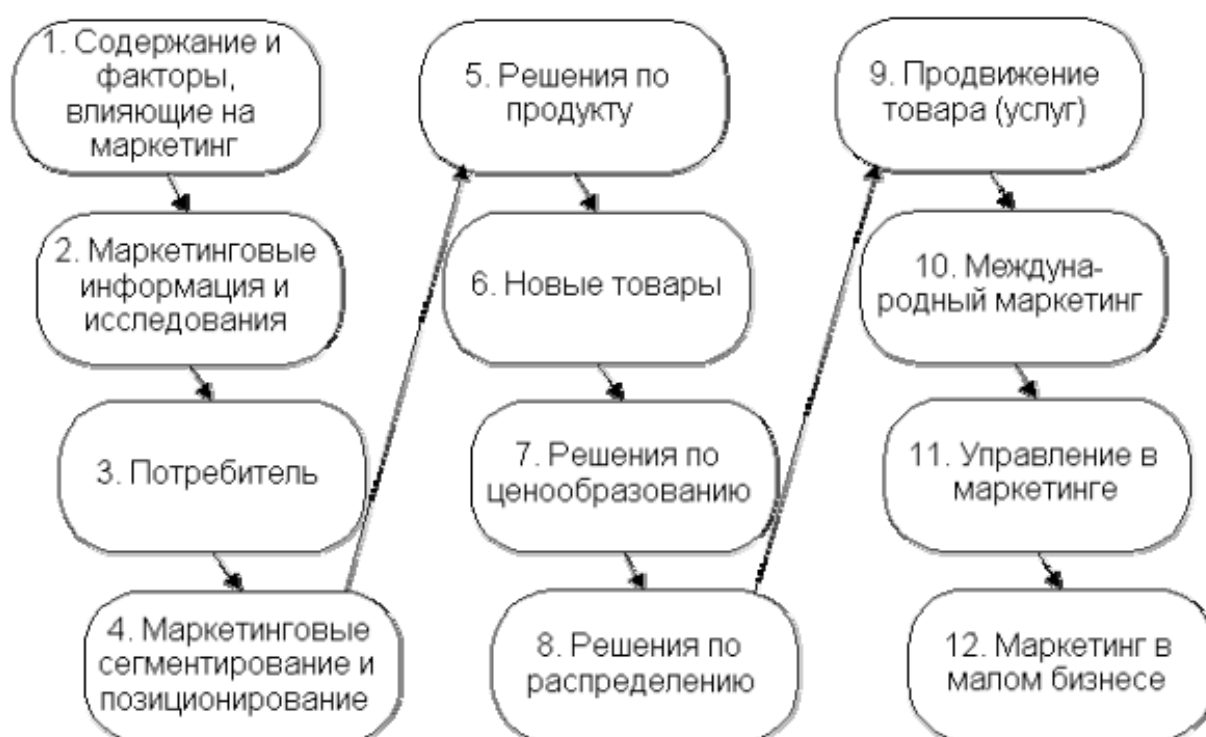 1. Содержание и
факторы,
влияющие на
маркетинг
2. Маркетинговые
информация и
исследования
3. Потребитель
4. Маркетинговые
сегментирование и
позиционирование
5. Решения по
продукту
6. Новые товары
7. Решения по
ценообразованию
8. Решения по
распределению
9. Продвижение
товара (услуг)
10. Междуна-
родный маркетинг
11. Управление в
маркетинге
12. Маркетинг в
малом бизнесе